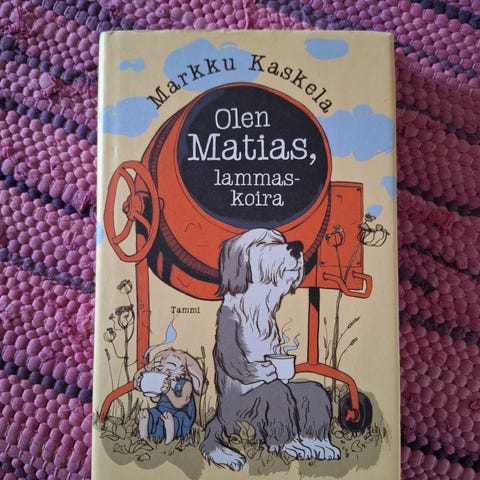 Markku Kaskela
Olen
Matias,
lammas-
koira
Tammi